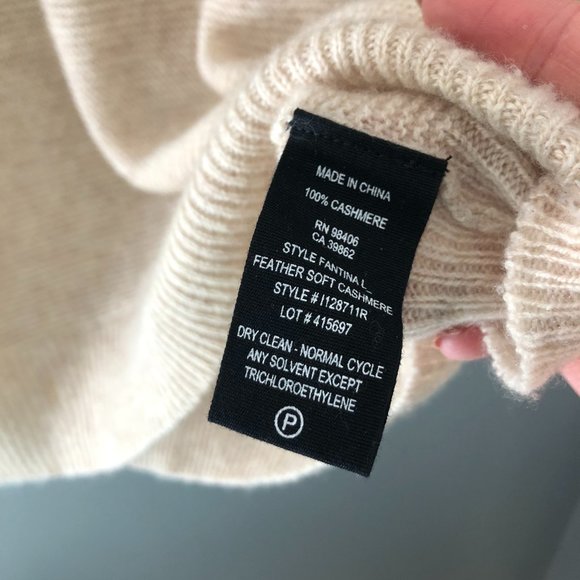 MADE IN CHINA
100% CASHMERE
RN 98406
CA 39862
STYLE FANTINA L_
FEATHER SOFT CASHMERE
STYLE # I128711R
LOT # 415697
DRY CLEAN - NORMAL CYCLE
ANY SOLVENT EXCEPT
TRICHLOROETHYLENE
P